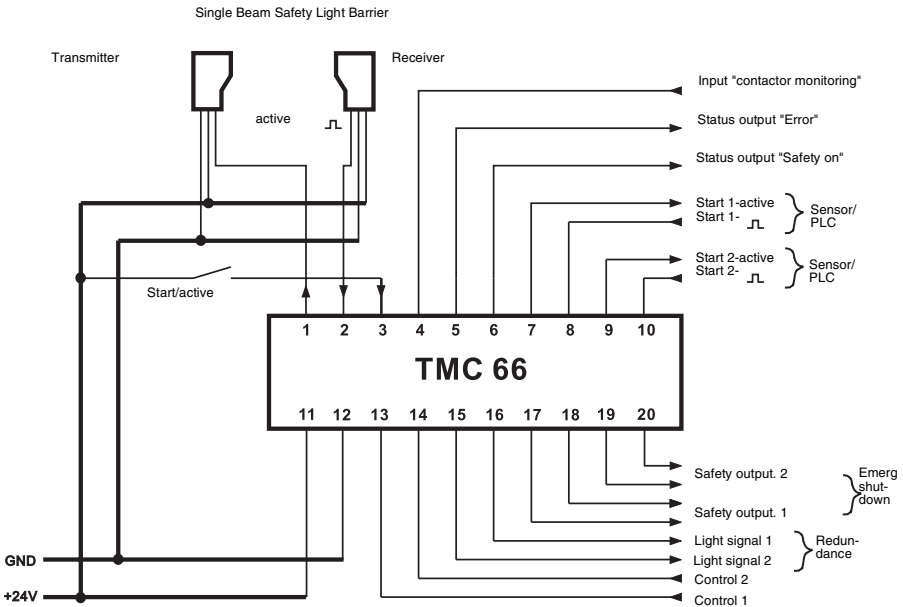 Single Beam Safety Light Barrier
Transmitter
Receiver
active
Input "contactor monitoring"
Status output "Error"
Status output "Safety on"
Start 1-active
Start 1-
Sensor/
PLC
Start 2-active
Start 2-
Sensor/
PLC
Start/active
1 2 3 4 5 6 7 8 9 10
TMC 66
11 12 13 14 15 16 17 18 19 20
Safety output. 2
Emerg
shut-
down
Safety output. 1
Light signal 1
Light signal 2
Redun-
dance
Control 2
Control 1
GND
+24V